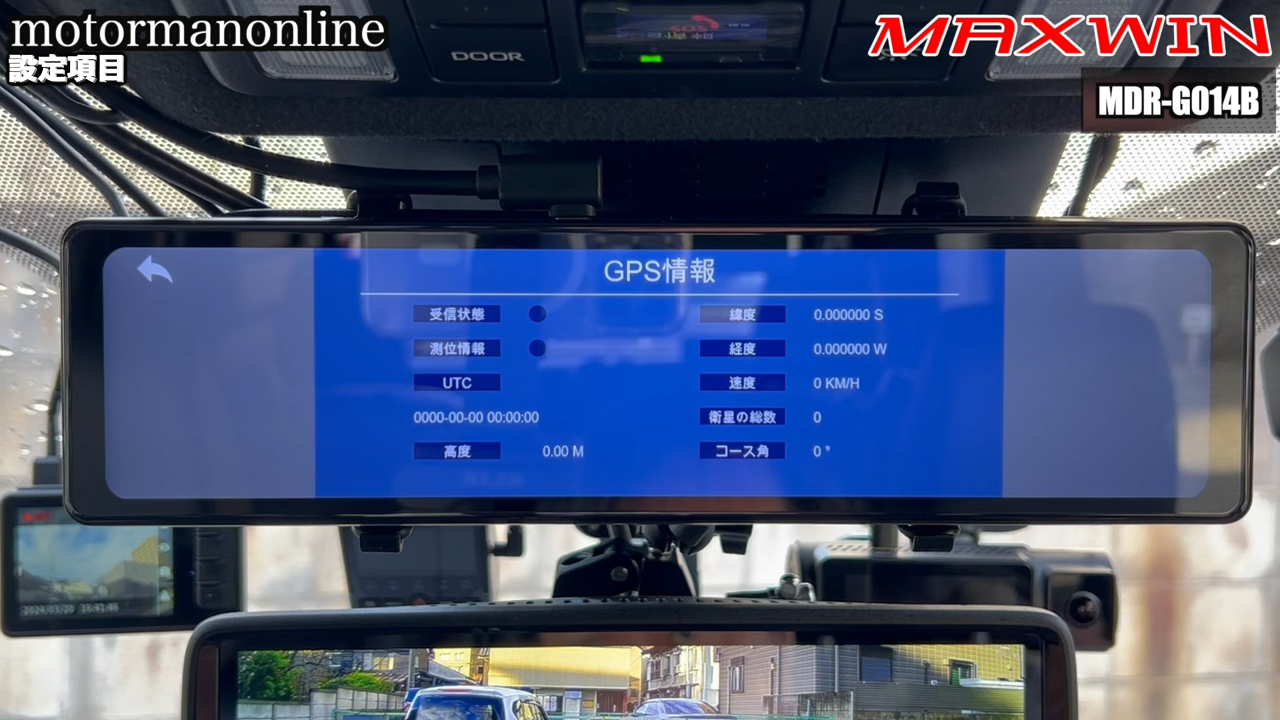 motormanonline
設定項目
MAXWIN
MDR-G014B
DOOR
SOS
GPS情報
受信状態
緯度 0.000000 S
測位情報
経度 0.000000 W
UTC
速度 0 KM/H
0000-00-00 00:00:00
衛星の総数 0
高度 0.00 M
コース角 0 °